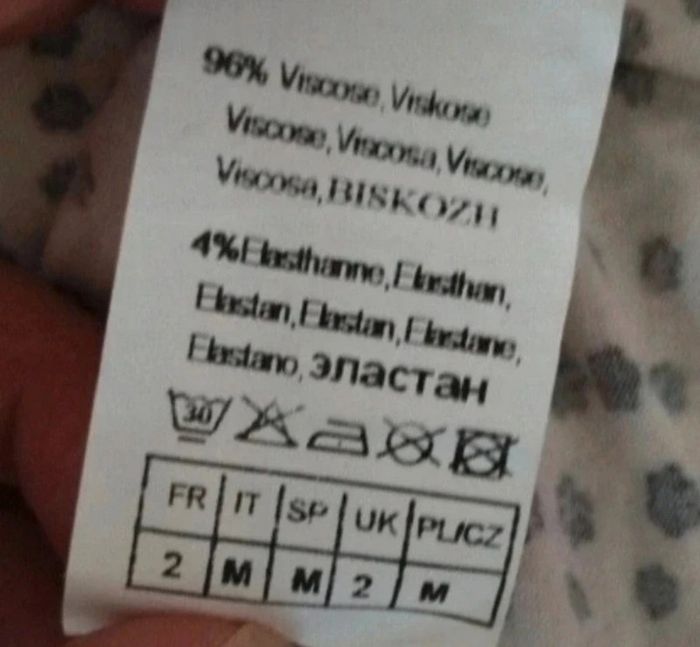 96% Viscose, Viskose
Viscose, Viscosa, Viscose,
Viscosa, BISKOZH
4% Elasthanne, Elasthan,
Elastan, Elastan, Elastane,
Elastano, эластан
30
FR IT SP UK PL/CZ
2 M M 2 M